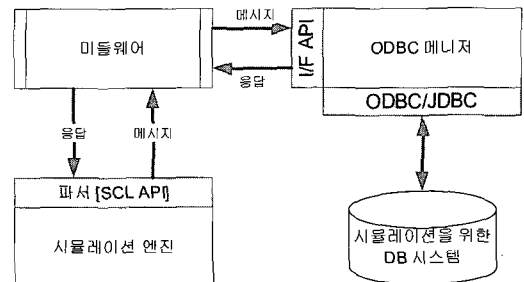 메시지
미들웨어
I/F API
ODBC 메니저
응답
ODBC/JDBC
응답
메시지
파서 [SCL API]
시뮬레이션 엔진
시뮬레이션을 위한
DB 시스템